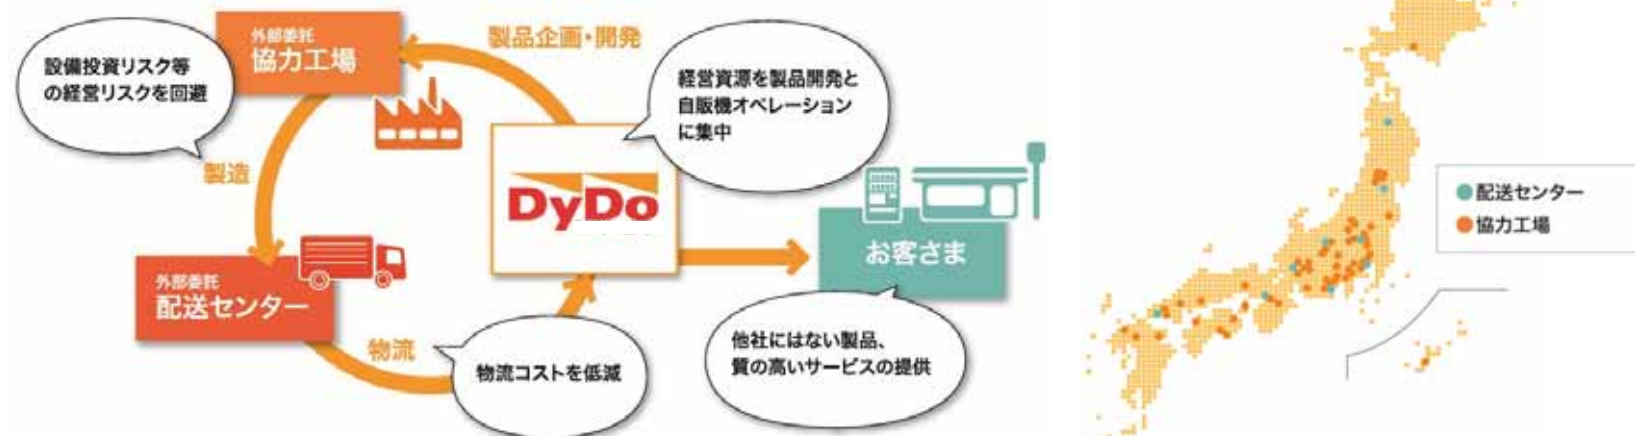 外部委託
協力工場
製品企画・開発
設備投資リスク等
の経営リスクを回避
経営資源を製品開発と
自販機オペレーション
に集中
製造
DyDo
配送センター
協力工場
お客さま
外部委託
配送センター
物流
物流コストを低減
他社にはない製品、
質の高いサービスの提供